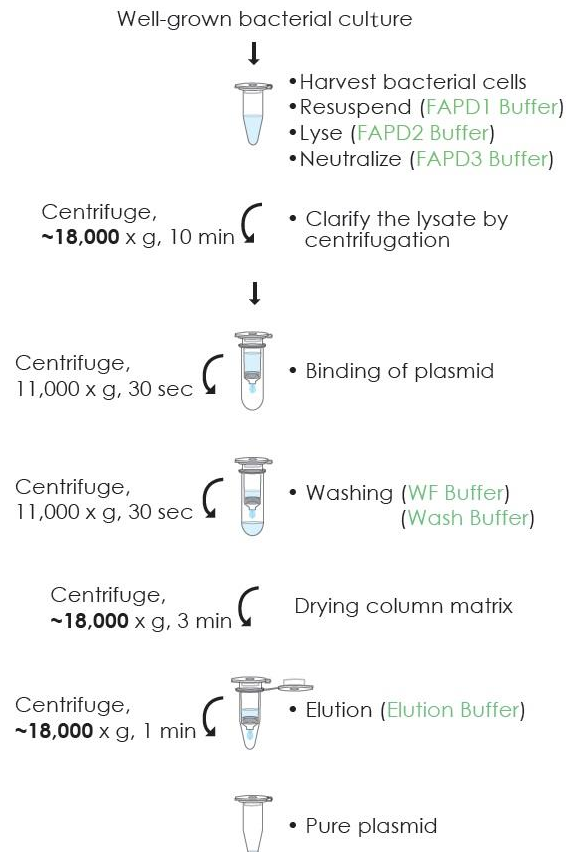 Well-grown bacterial culture
•Harvest bacterial cells
•Resuspend (FAPD1 Buffer)
•Lyse (FAPD2 Buffer)
•Neutralize (FAPD3 Buffer)
Centrifuge,
~18,000 x g, 10 min
• Clarify the lysate by
centrifugation
Centrifuge,
11,000 x g, 30 sec
• Binding of plasmid
Centrifuge,
11,000 x g, 30 sec
• Washing (WF Buffer)
(Wash Buffer)
Centrifuge,
~18,000 x g, 3 min
Drying column matrix
Centrifuge,
~18,000 x g, 1 min
• Elution (Elution Buffer)
• Pure plasmid